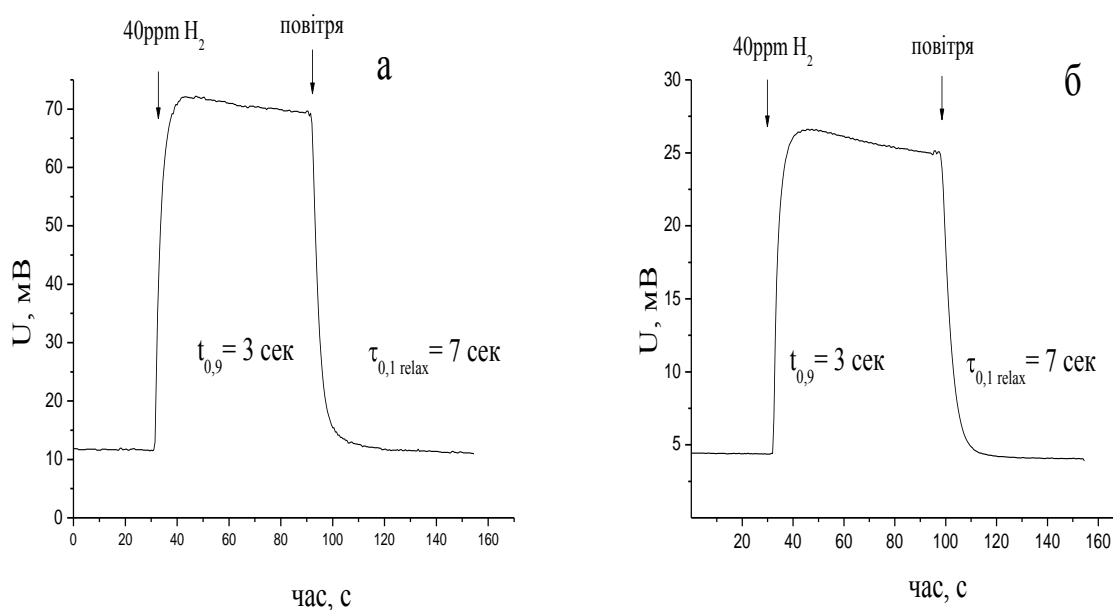 40ppm H2
повітря
а
70
60
50
40
30
20
10
0
U, мВ
t0,9 = 3 сек
τ0,1 relax = 7 сек
0 20 40 60 80 100 120 140 160
час, с
40ppm H2
повітря
б
30
25
20
15
10
5
U, мВ
t0,9 = 3 сек
τ0,1 relax = 7 сек
20 40 60 80 100 120 140 160
час, с